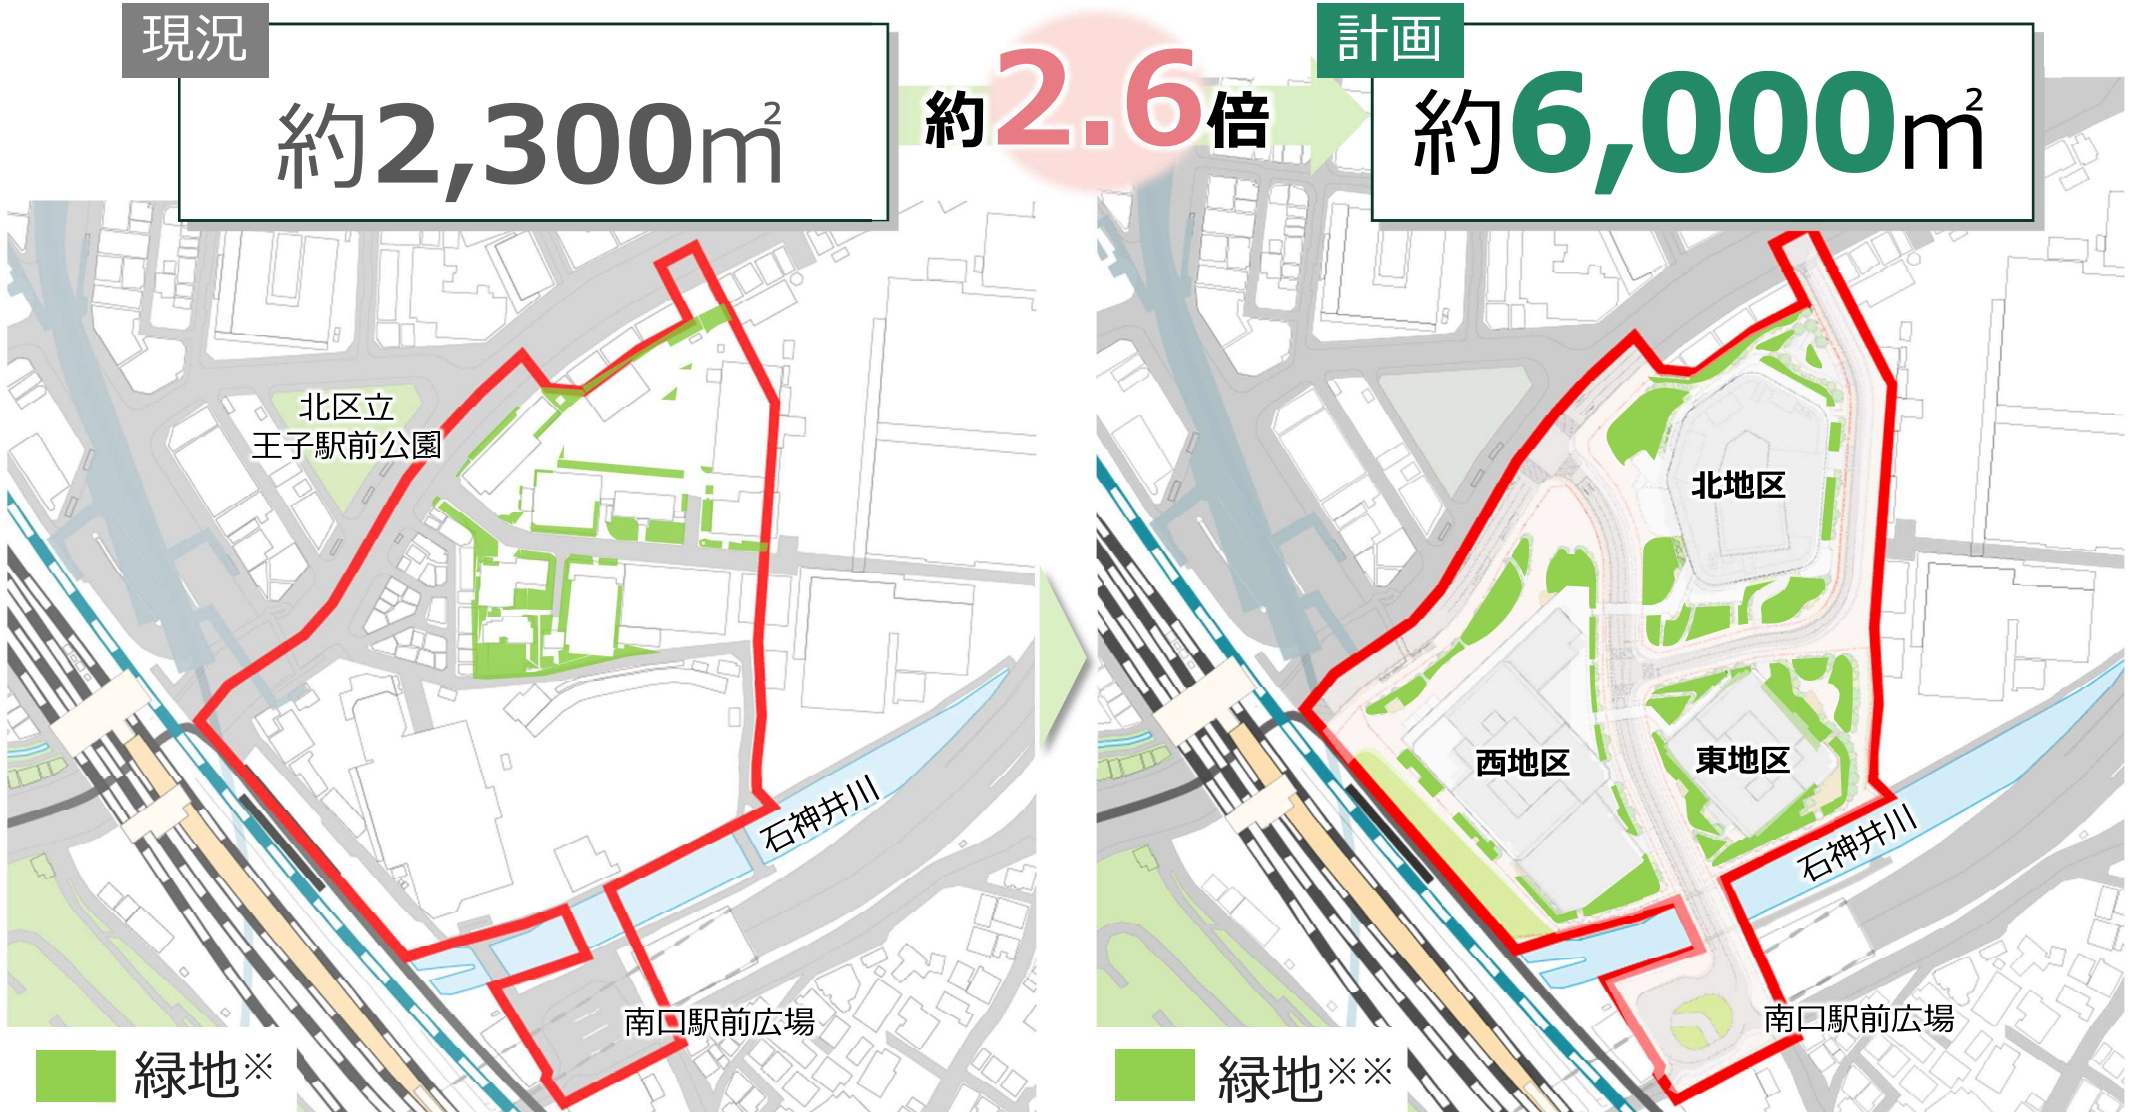 現況
約2,300㎡
約2.6倍
計画
約6,000㎡
北区立
王子駅前公園
石神井川
南口駅前広場
緑地※
北地区
西地区
東地区
石神井川
南口駅前広場
緑地※※